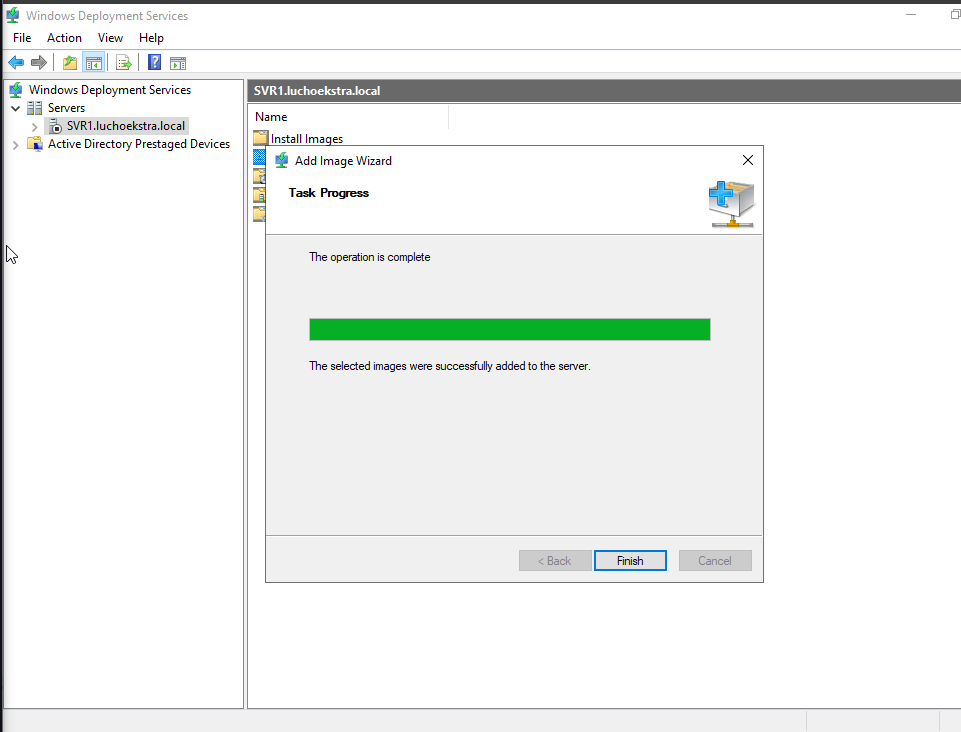 Windows Deployment Services
File Action View Help
Windows Deployment Services
Servers
SVR1.luchoekstra.local
Active Directory Prestaged Devices
SVR1.luchoekstra.local
Name
Install Images
Add Image Wizard
Task Progress
The operation is complete
The selected images were successfully added to the server.
< Back Finish Cancel